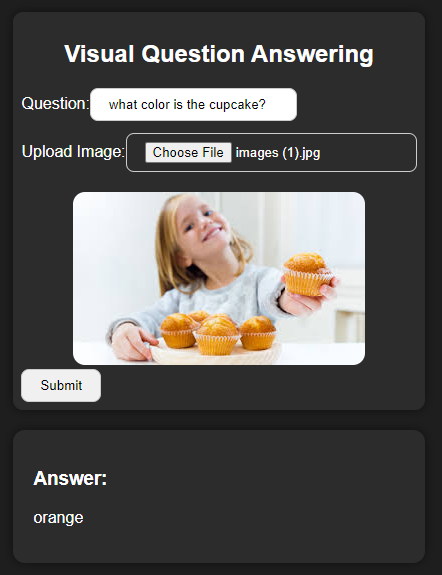 Visual Question Answering
Question: what color is the cupcake?
Upload Image: Choose File images (1).jpg
Submit
Answer:
orange